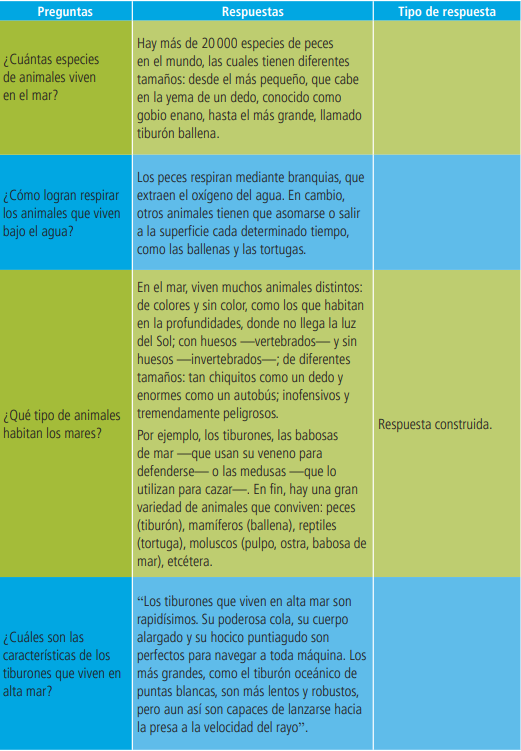 Preguntas
Respuestas
Tipo de respuesta
¿Cuántas especies
de animales viven
en el mar?
Hay más de 20 000 especies de peces
en el mundo, las cuales tienen diferentes
tamaños: desde el más pequeño, que cabe
en la yema de un dedo, conocido como
gobio enano, hasta el más grande, llamado
tiburón ballena.
¿Cómo logran respirar
los animales que viven
bajo el agua?
Los peces respiran mediante branquias, que
extraen el oxígeno del agua. En cambio,
otros animales tienen que asomarse o salir
a la superficie cada determinado tiempo,
como las ballenas y las tortugas.
¿Qué tipo de animales
habitan los mares?
En el mar, viven muchos animales distintos:
de colores y sin color, como los que habitan
en la profundidades, donde no llega la luz
del Sol; con huesos —vertebrados— y sin
huesos —invertebrados—; de diferentes
tamaños: tan chiquitos como un dedo y
enormes como un autobús; inofensivos y
tremendamente peligrosos.
Por ejemplo, los tiburones, las babosas
de mar —que usan su veneno para
defenderse— o las medusas —que lo
utilizan para cazar—. En fin, hay una gran
variedad de animales que conviven: peces
(tiburón), mamíferos (ballena), reptiles
(tortuga), moluscos (pulpo, ostra, babosa de
mar), etcétera.
Respuesta construida.
¿Cuáles son las
características de los
tiburones que viven en
alta mar?
“Los tiburones que viven en alta mar son
rapidísimos. Su poderosa cola, su cuerpo
alargado y su hocico puntiagudo son
perfectos para navegar a toda máquina. Los
más grandes, como el tiburón oceánico de
puntas blancas, son más lentos y robustos,
pero aun así son capaces de lanzarse hacia
la presa a la velocidad del rayo”.